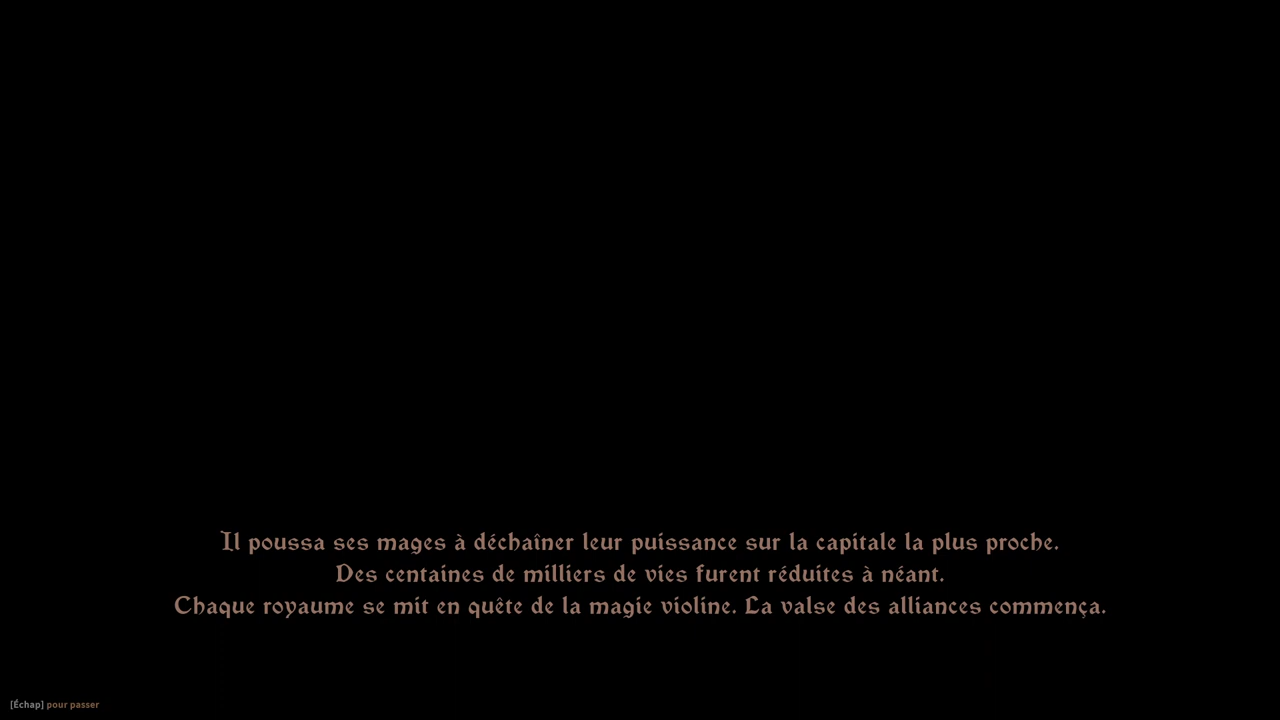 Il poussa ses mages à déchaîner leur puissance sur la capitale la plus proche.
Des centaines de milliers de vies furent réduites à néant.
Chaque royaume se mit en quête de la magie violine. La valse des alliances commença.
[Échap] pour passer